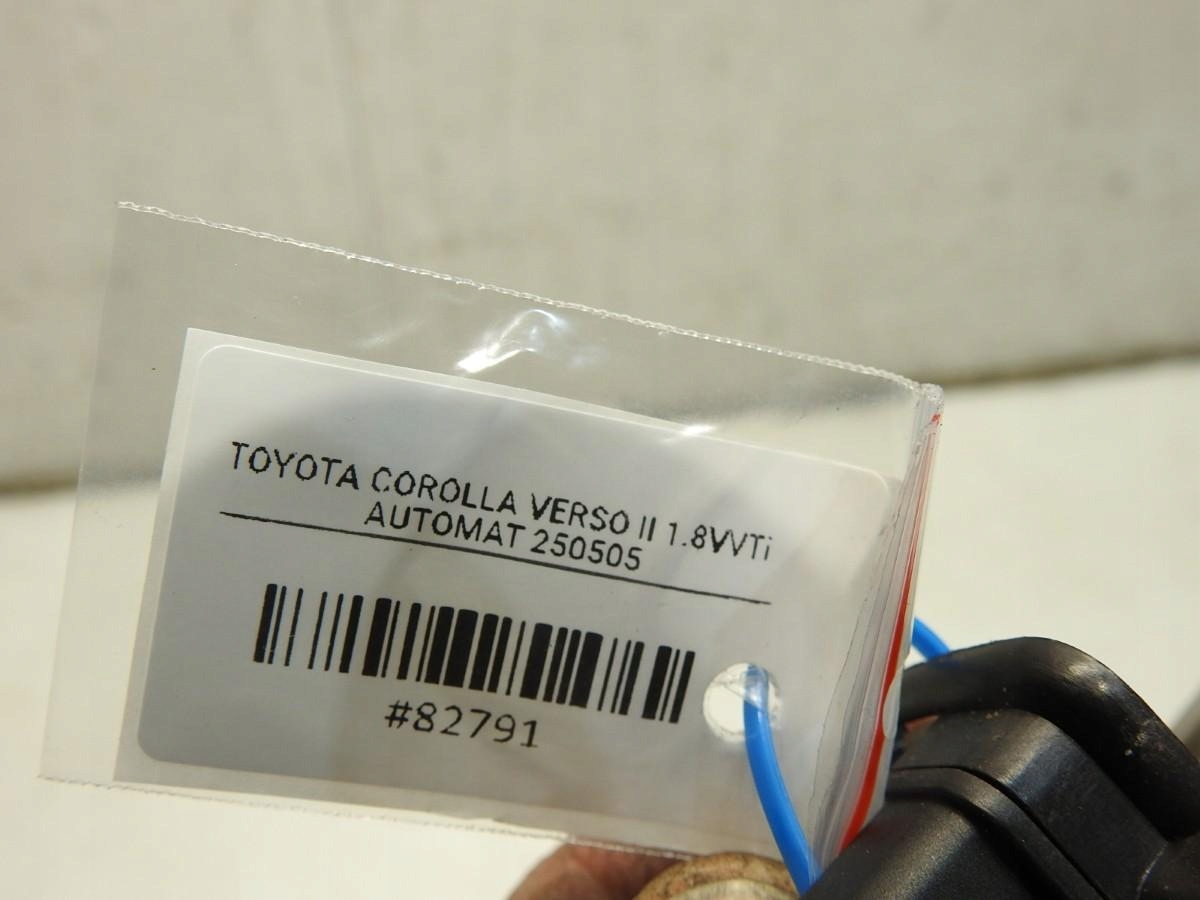 TOYOTA COROLLA VERSO II 1.8VVTi
AUTOMAT 250505
#82791